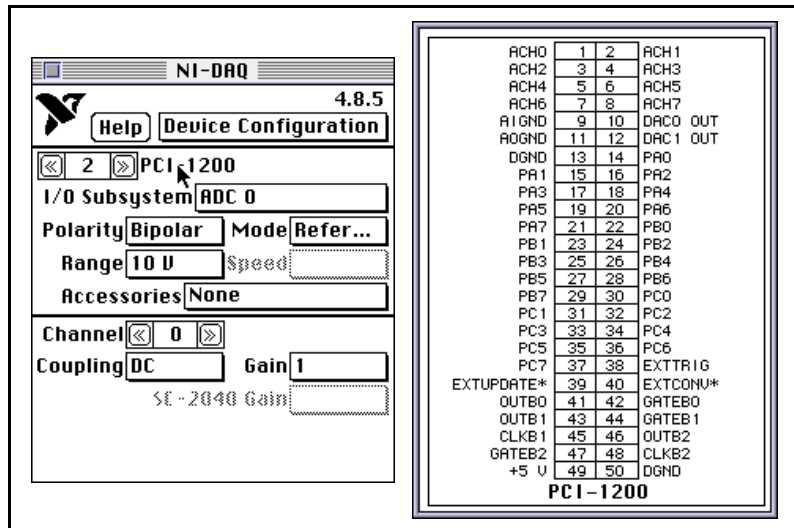 NI-DAQ
4.8.5
Help Device Configuration
2 PCI-1200
I/O Subsystem ADC 0
Polarity Bipolar Mode Refer...
Range 10 V Speed
Accessories None
Channel 0
Coupling DC Gain 1
SC-2040 Gain
ACH0 1 2 ACH1
ACH2 3 4 ACH3
ACH4 5 6 ACH5
ACH6 7 8 ACH7
AIGND 9 10 DAC0 OUT
AOGND 11 12 DAC1 OUT
DGND 13 14 PA0
PA1 15 16 PA2
PA3 17 18 PA4
PA5 19 20 PA6
PA7 21 22 PB0
PB1 23 24 PB2
PB3 25 26 PB4
PB5 27 28 PB6
PB7 29 30 PC0
PC1 31 32 PC2
PC3 33 34 PC4
PC5 35 36 PC6
PC7 37 38 EXTTRIG
EXTUPDATE* 39 40 EXTCONV*
OUTB0 41 42 GATEB0
OUTB1 43 44 GATEB1
CLKB1 45 46 OUTB2
GATEB2 47 48 CLKB2
+5 V 49 50 DGND
PCI-1200